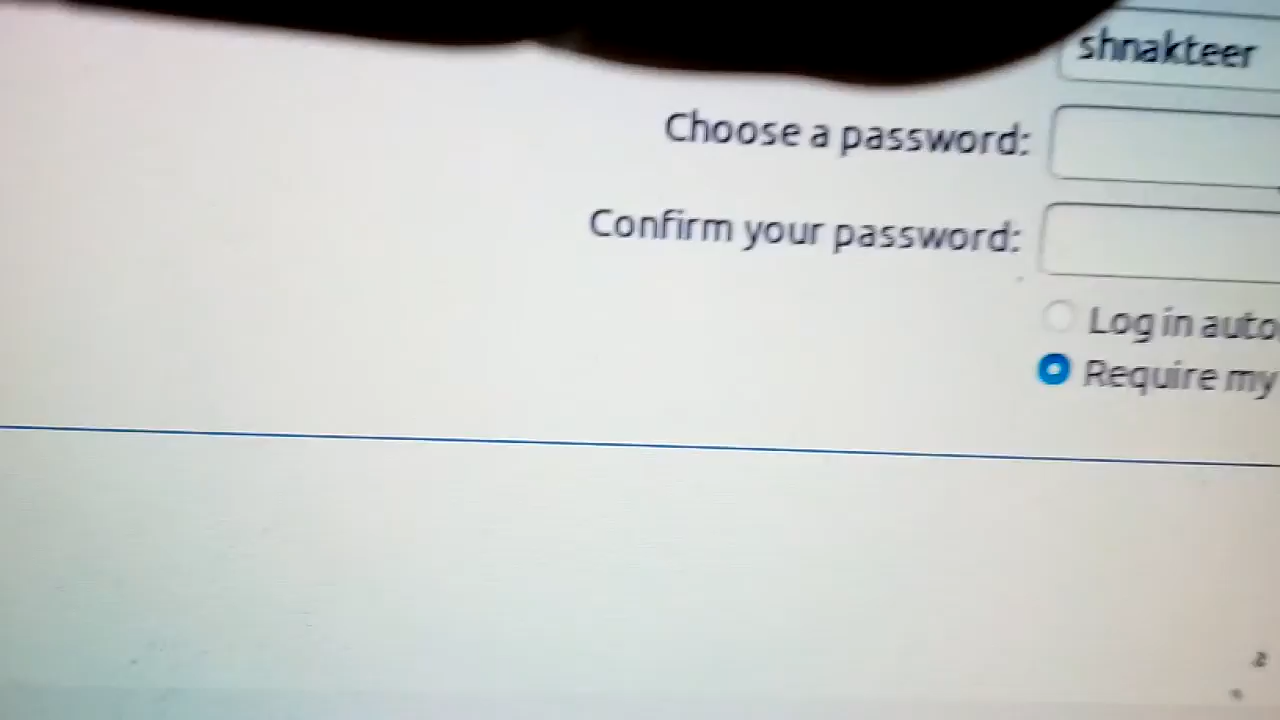 shnakteer
Choose a password:
Confirm your password:
Log in auto
Require my